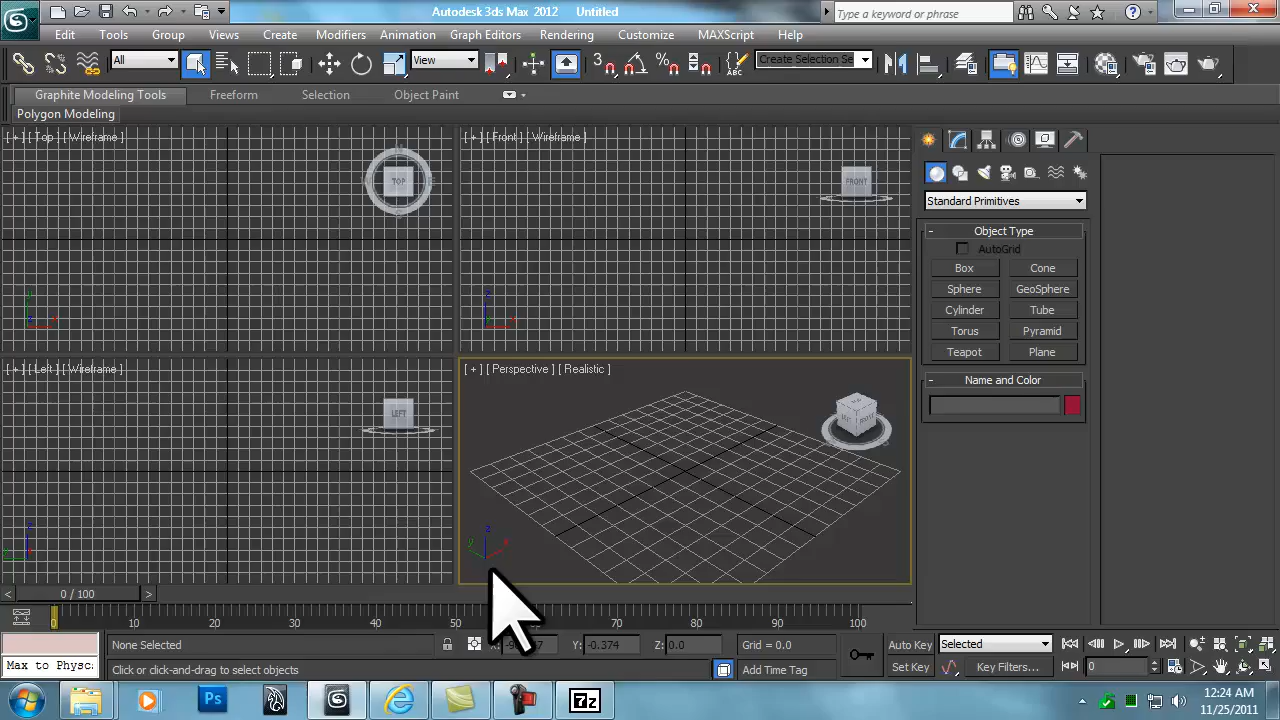 Autodesk 3ds Max 2012 Untitled
Type a keyword or phrase
Edit Tools Group Views Create Modifiers Animation Graph Editors Rendering Customize MAXScript Help
All
View
3
Create Selection Se
Graphite Modeling Tools Freeform Selection Object Paint
Polygon Modeling
[ + ] [ Top ] [ Wireframe ]
TOP
[ + ] [ Front ] [ Wireframe ]
FRONT
Standard Primitives
- Object Type
AutoGrid
Box Cone
Sphere GeoSphere
Cylinder Tube
Torus Pyramid
Teapot Plane
- Name and Color
[ + ] [ Left ] [ Wireframe ]
LEFT
[ + ] [ Perspective ] [ Realistic ]
y z x
< 0 / 100 >
0 10 20 30 40 50 70 80 90 100
None Selected
Y: -0.374 Z: 0.0 Grid = 0.0
Auto Key Selected
Max to Physc
Click or click-and-drag to select objects
Add Time Tag
Set Key Key Filters... 0
Ps
7z
12:24 AM
11/25/2011